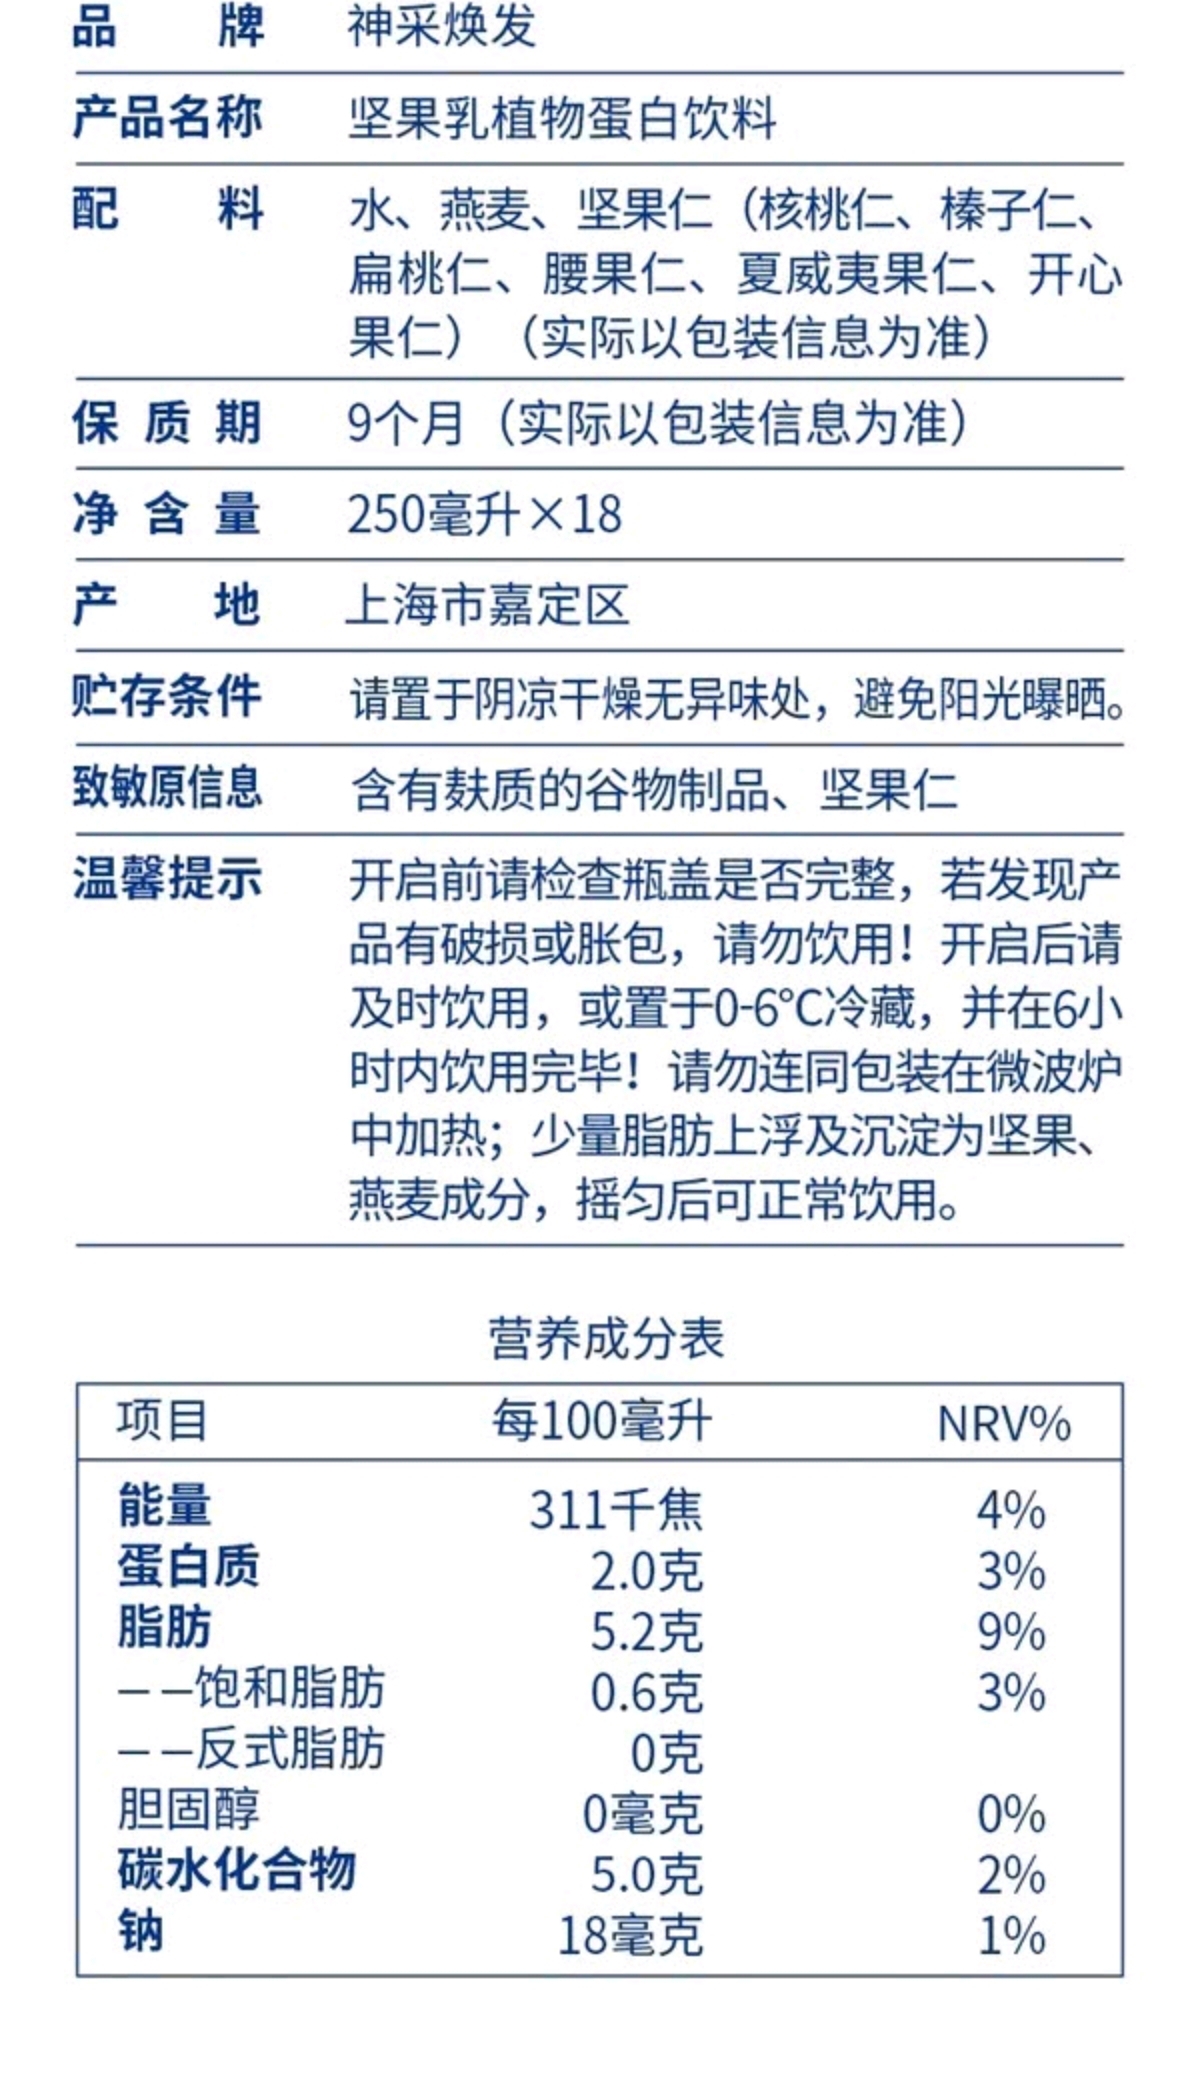 品牌 神采焕发
产品名称 坚果乳植物蛋白饮料
配料 水、燕麦、坚果仁（核桃仁、榛子仁、
扁桃仁、腰果仁、夏威夷果仁、开心
果仁）（实际以包装信息为准）
保质期 9个月（实际以包装信息为准）
净含量 250毫升×18
产地 上海市嘉定区
贮存条件 请置于阴凉干燥无异味处，避免阳光曝晒。
致敏原信息 含有麸质的谷物制品、坚果仁
温馨提示 开启前请检查瓶盖是否完整，若发现产
品有破损或胀包，请勿饮用！开启后请
及时饮用，或置于0-6°C冷藏，并在6小
时内饮用完毕！请勿连同包装在微波炉
中加热；少量脂肪上浮及沉淀为坚果、
燕麦成分，摇匀后可正常饮用。
营养成分表
项目 每100毫升 NRV%
能量 311千焦 4%
蛋白质 2.0克 3%
脂肪 5.2克 9%
——饱和脂肪 0.6克 3%
——反式脂肪 0克
胆固醇 0毫克 0%
碳水化合物 5.0克 2%
钠 18毫克 1%